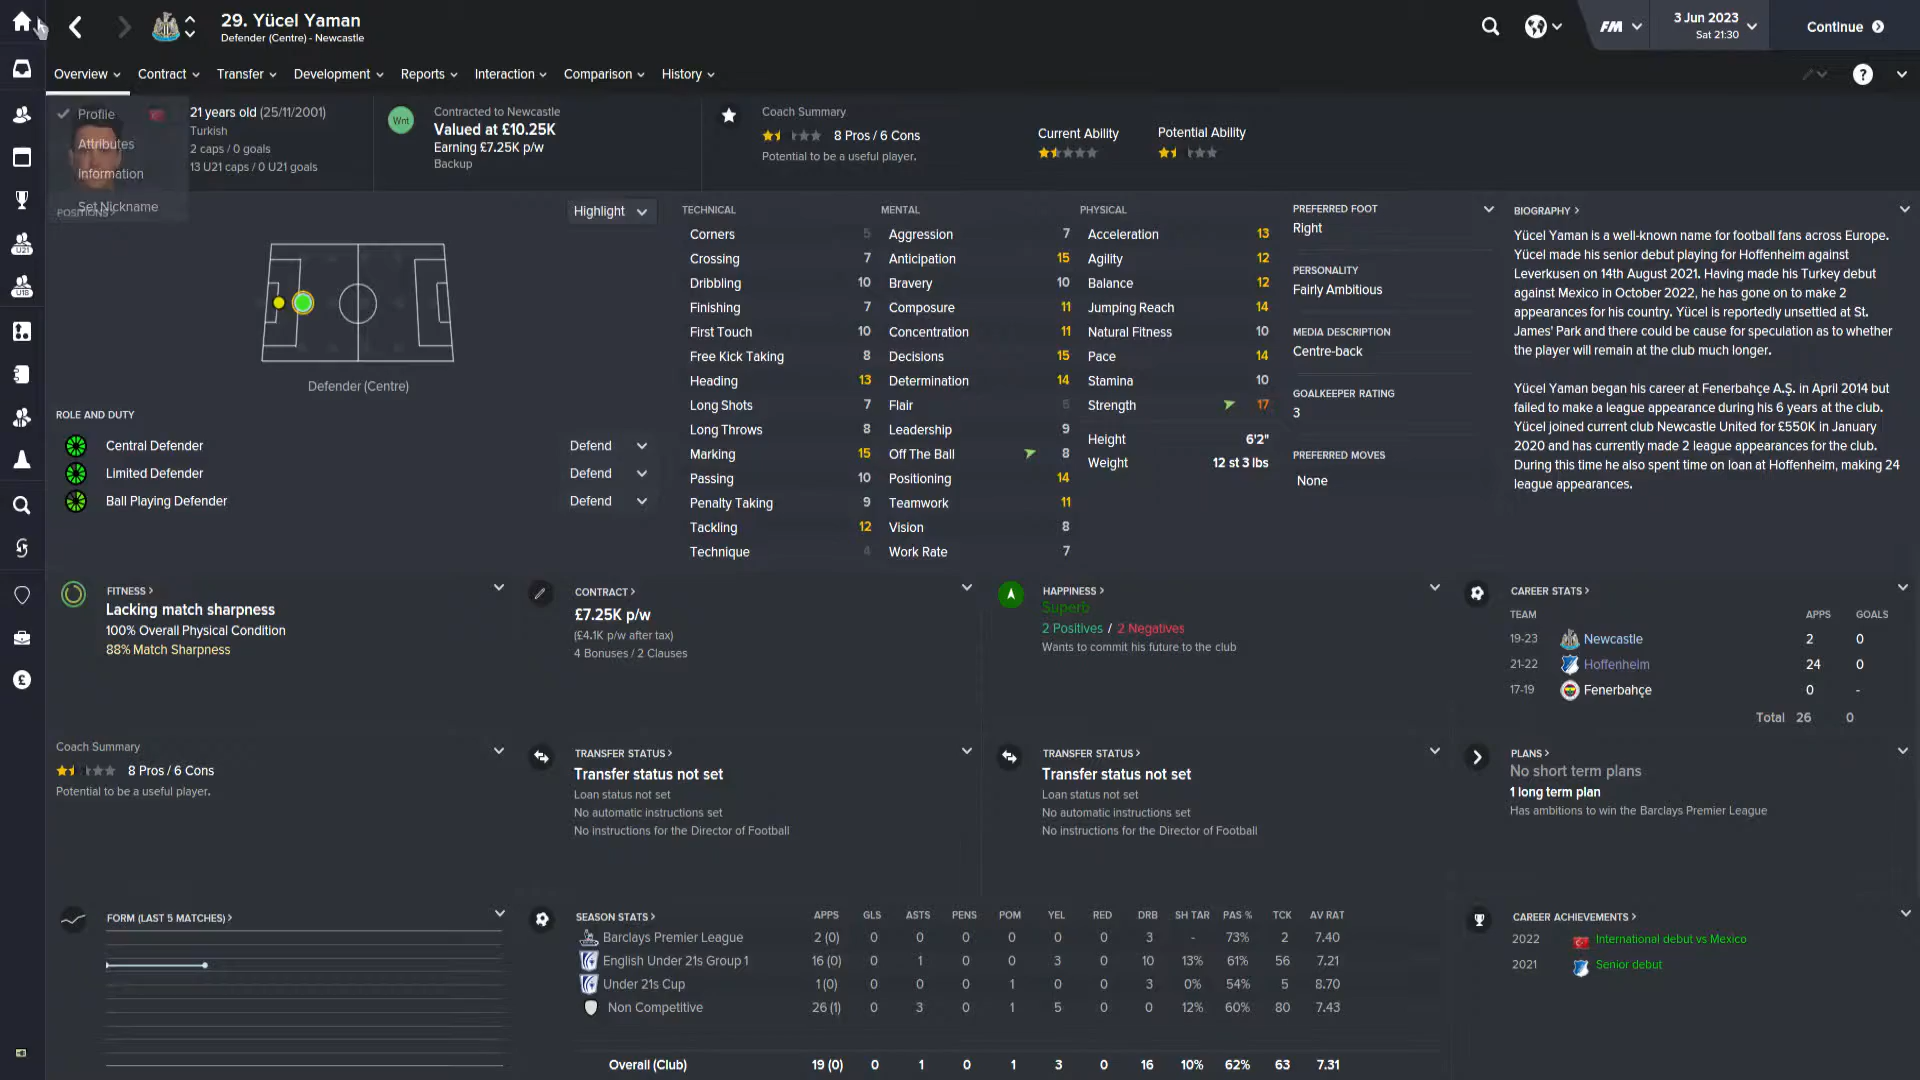 29. Yücel Yaman
Defender (Centre) - Newcastle
FM
3 Jun 2023
Sat 21:30
Continue
Overview
Contract
Transfer
Development
Reports
Interaction
Comparison
History
?
Profile
Attributes
Information
Set Nickname
21 years old (25/11/2001)
Turkish
2 caps / 0 goals
13 U21 caps / 0 U21 goals
Wnt
Contracted to Newcastle
Valued at £10.25K
Earning £7.25K p/w
Backup
Coach Summary
8 Pros / 6 Cons
Potential to be a useful player.
Current Ability
Potential Ability
U21
U18
POSITIONS >
Highlight
Defender (Centre)
ROLE AND DUTY
Central Defender Defend
Limited Defender Defend
Ball Playing Defender Defend
TECHNICAL
Corners 5
Crossing 7
Dribbling 10
Finishing 7
First Touch 10
Free Kick Taking 8
Heading 13
Long Shots 7
Long Throws 8
Marking 15
Passing 10
Penalty Taking 9
Tackling 12
Technique 4
MENTAL
Aggression 7
Anticipation 15
Bravery 10
Composure 11
Concentration 11
Decisions 15
Determination 14
Flair
Leadership 9
Off The Ball 8
Positioning 14
Teamwork 11
Vision 8
Work Rate 7
PHYSICAL
Acceleration 13
Agility 12
Balance 12
Jumping Reach 14
Natural Fitness 10
Pace 14
Stamina 10
Strength 17
Height 6'2"
Weight 12 st 3 lbs
PREFERRED FOOT
Right
PERSONALITY
Fairly Ambitious
MEDIA DESCRIPTION
Centre-back
GOALKEEPER RATING
3
PREFERRED MOVES
None
BIOGRAPHY >
Yücel Yaman is a well-known name for football fans across Europe.
Yücel made his senior debut playing for Hoffenheim against
Leverkusen on 14th August 2021. Having made his Turkey debut
against Mexico in October 2022, he has gone on to make 2
appearances for his country. Yücel is reportedly unsettled at St.
James' Park and there could be cause for speculation as to whether
the player will remain at the club much longer.
Yücel Yaman began his career at Fenerbahçe A.Ş. in April 2014 but
failed to make a league appearance during his 6 years at the club.
Yücel joined current club Newcastle United for £550K in January
2020 and has currently made 2 league appearances for the club.
During this time he also spent time on loan at Hoffenheim, making 24
league appearances.
FITNESS >
Lacking match sharpness
100% Overall Physical Condition
88% Match Sharpness
CONTRACT >
£7.25K p/w
(£4.1K p/w after tax)
4 Bonuses / 2 Clauses
HAPPINESS >
Superb
2 Positives / 2 Negatives
Wants to commit his future to the club
CAREER STATS >
TEAM APPS GOALS
19-23 Newcastle 2 0
21-22 Hoffenheim 24 0
17-19 Fenerbahçe 0 -
Total 26 0
Coach Summary
8 Pros / 6 Cons
Potential to be a useful player.
TRANSFER STATUS >
Transfer status not set
Loan status not set
No automatic instructions set
No instructions for the Director of Football
TRANSFER STATUS >
Transfer status not set
Loan status not set
No automatic instructions set
No instructions for the Director of Football
PLANS >
No short term plans
1 long term plan
Has ambitions to win the Barclays Premier League
FORM (LAST 5 MATCHES) >
SEASON STATS > APPS GLS ASTS PENS POM YEL RED DRB SH TAR PAS % TCK AV RAT
Barclays Premier League 2 (0) 0 0 0 0 0 0 3 - 73% 2 7.40
English Under 21s Group 1 16 (0) 0 1 0 0 3 0 10 13% 61% 56 7.21
Under 21s Cup 1 (0) 0 0 0 1 0 0 3 0% 54% 5 8.70
Non Competitive 26 (1) 0 3 0 1 5 0 0 12% 60% 80 7.43
Overall (Club) 19 (0) 0 1 0 1 3 0 16 10% 62% 63 7.31
CAREER ACHIEVEMENTS >
2022 International debut vs Mexico
2021 Senior debut